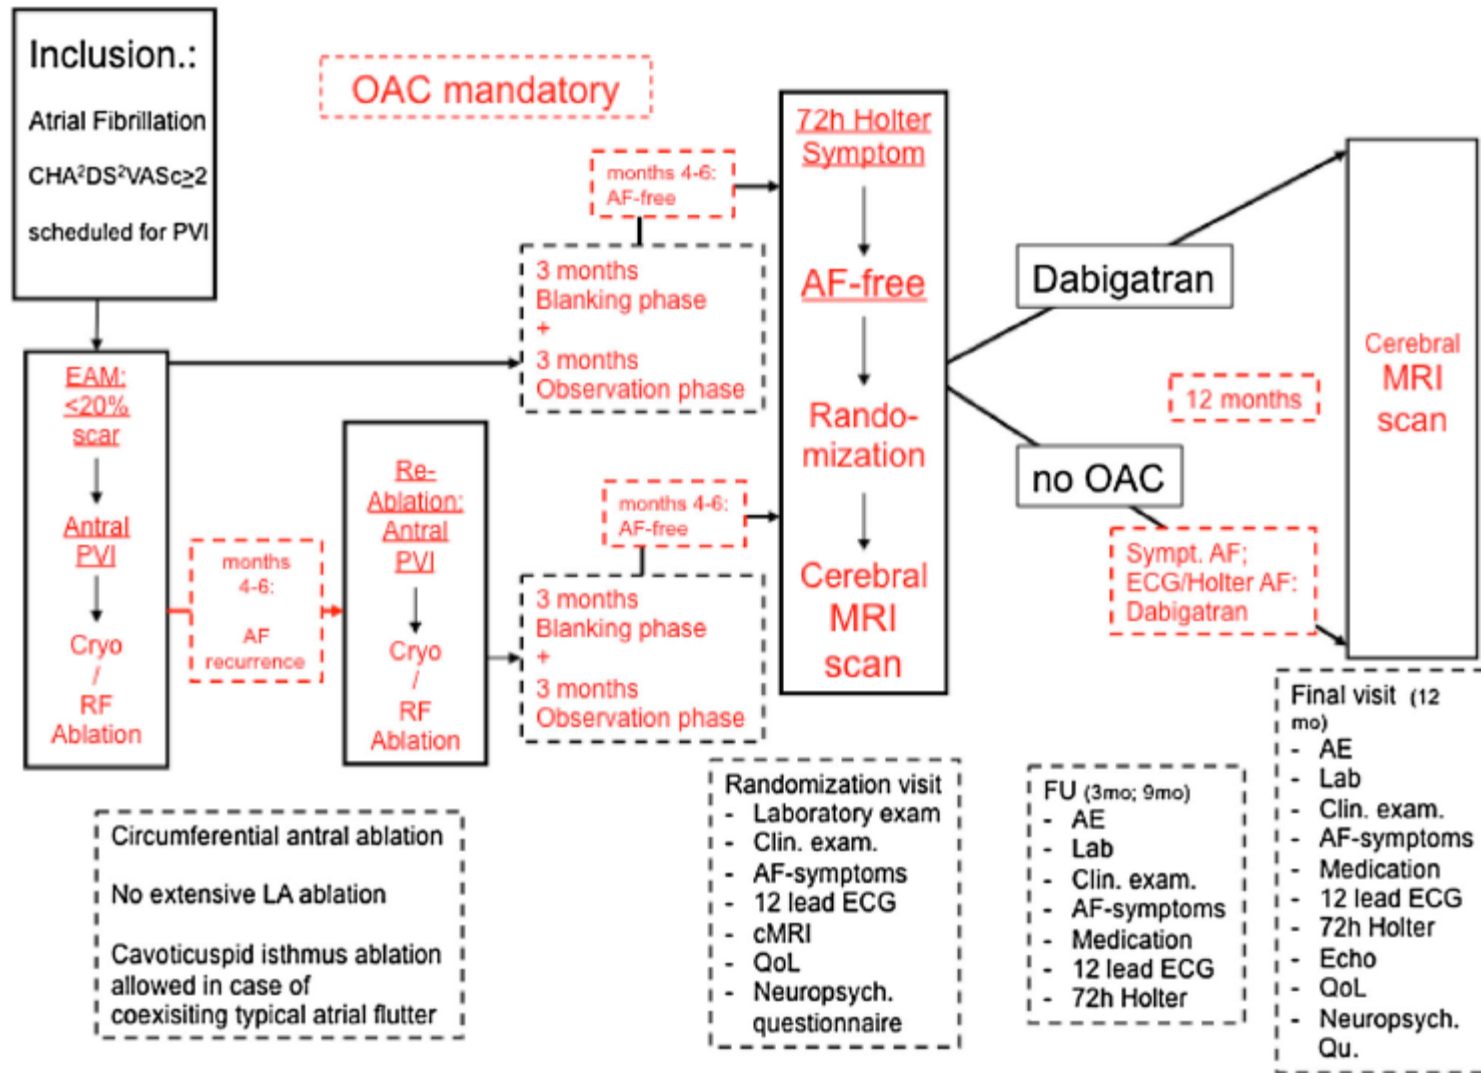 Inclusion.:
Atrial Fibrillation
CHA²DS²VASc≥2
scheduled for PVI
OAC mandatory
EAM:
<20%
scar
Antral
PVI
Cryo
/
RF
Ablation
months
4-6:
AF
recurrence
Re-
Ablation:
Antral
PVI
Cryo
/
RF
Ablation
months 4-6:
AF-free
3 months
Blanking phase
+
3 months
Observation phase
months 4-6:
AF-free
3 months
Blanking phase
+
3 months
Observation phase
72h Holter
Symptom
AF-free
Rando-
mization
Cerebral
MRI
scan
Dabigatran
no OAC
12 months
Sympt. AF;
ECG/Holter AF:
Dabigatran
Cerebral
MRI
scan
Circumferential antral ablation
No extensive LA ablation
Cavoticuspid isthmus ablation
allowed in case of
coexisiting typical atrial flutter
Randomization visit
- Laboratory exam
- Clin. exam.
- AF-symptoms
- 12 lead ECG
- cMRI
- QoL
- Neuropsych.
questionnaire
FU (3mo; 9mo)
- AE
- Lab
- Clin. exam.
- AF-symptoms
- Medication
- 12 lead ECG
- 72h Holter
Final visit (12
mo)
- AE
- Lab
- Clin. exam.
- AF-symptoms
- Medication
- 12 lead ECG
- 72h Holter
- Echo
- QoL
- Neuropsych.
Qu.